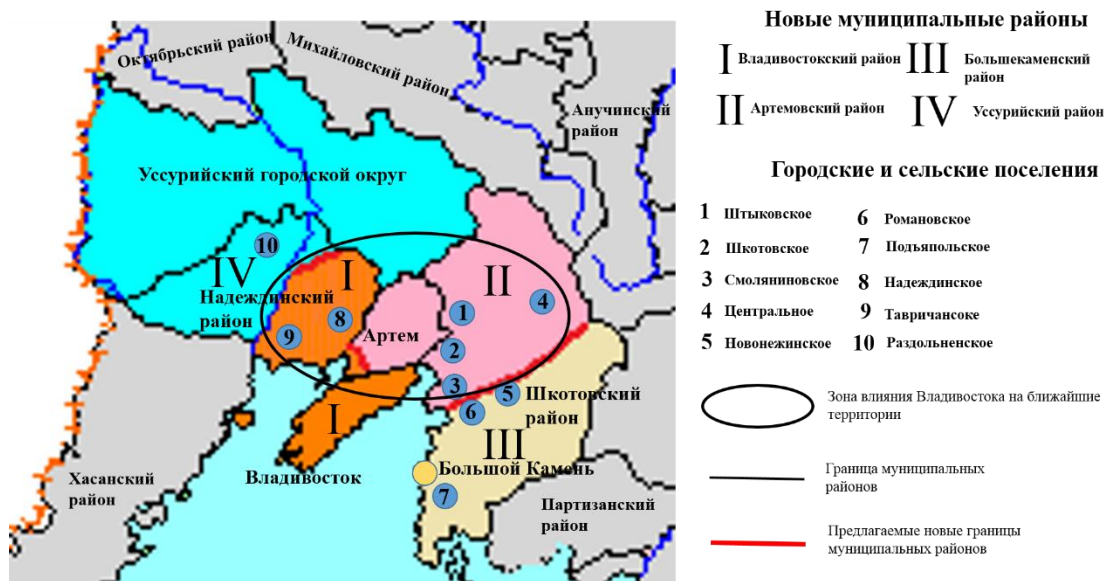 Октябрьский район
Михайловский район
Анучинский
район
Уссурийский городской округ
10
IV
I
II
Надеждинский
район
8
9
Артем
1
4
2
3
5
6
Шкотовский
район
III
I
Большой Камень
Владивосток
7
Хасанский
район
Партизанский
район
Новые муниципальные районы
I Владивостокский район
III Большекаменский
район
II Артемовский район
IV Уссурийский район
Городские и сельские поселения
1 Штыковское
6 Романовское
2 Шкотовское
7 Подъяпольское
3 Смоляниновское
8 Надеждинское
4 Центральное
9 Тавричансоке
5 Новонежинское
10 Раздольненское
Зона влияния Владивостока на ближайшие
территории
Граница муниципальных
районов
Предлагаемые новые границы
муниципальных районов